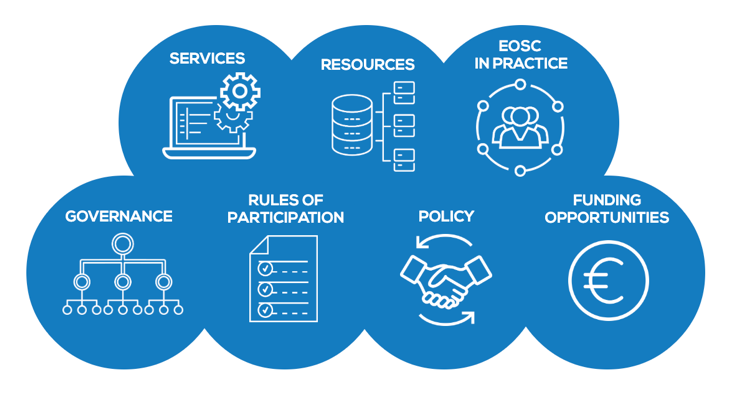 SERVICES
RESOURCES
EOSC
IN PRACTICE
GOVERNANCE
RULES OF
PARTICIPATION
POLICY
FUNDING
OPPORTUNITIES
€